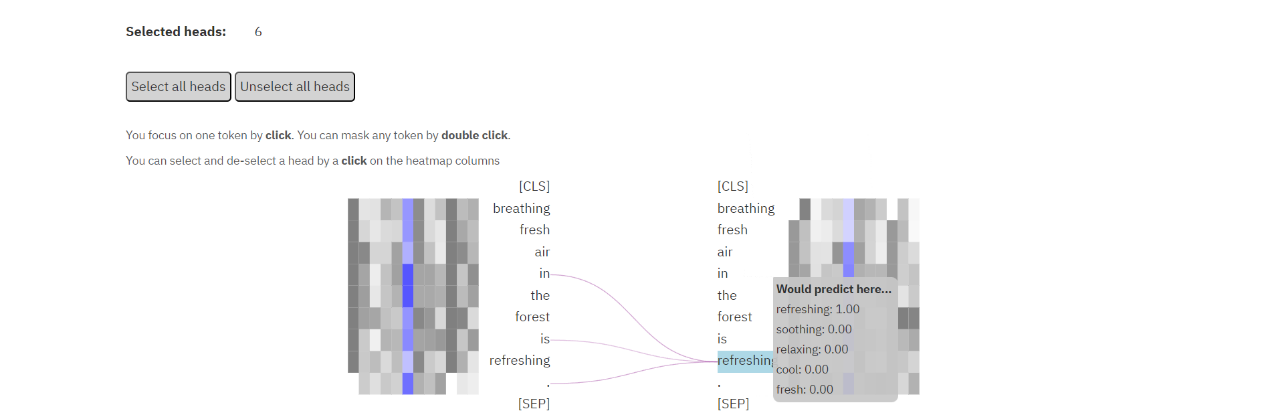 Selected heads: 6
Select all heads Unselect all heads
You focus on one token by click. You can mask any token by double click.
You can select and de-select a head by a click on the heatmap columns
[CLS] [CLS]
breathing breathing
fresh fresh
air air
in in
the the
forest forest
is is
refreshing refreshing
. .
[SEP] [SEP]
Would predict here...
refreshing: 1.00
soothing: 0.00
relaxing: 0.00
cool: 0.00
fresh: 0.00